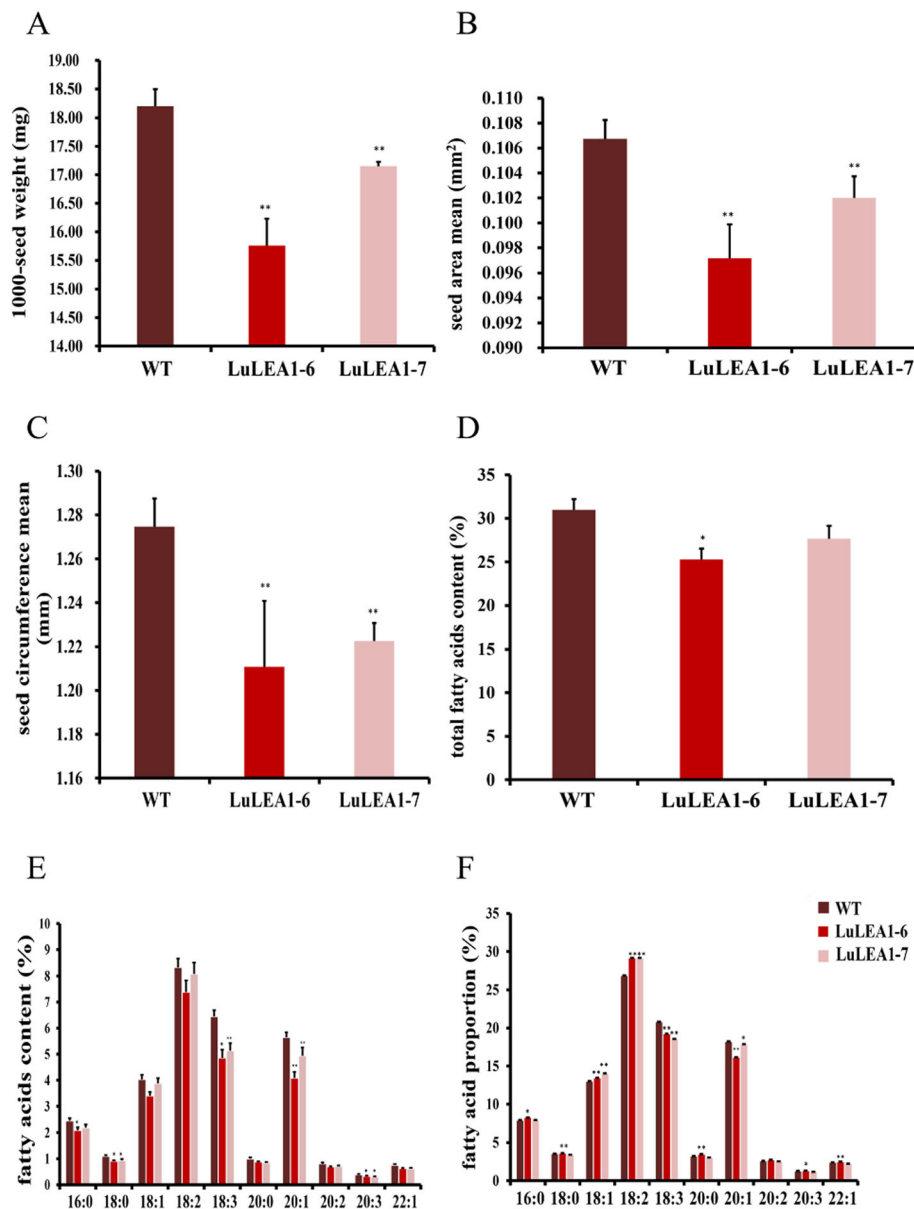 A
19.00
18.50
18.00
17.50
17.00
16.50
16.00
15.50
15.00
14.50
14.00
1000-seed weight (mg)
**
**
WT
LuLEA1-6
LuLEA1-7
B
0.110
0.108
0.106
0.104
0.102
0.100
0.098
0.096
0.094
0.092
0.090
seed area mean (mm²)
**
**
WT
LuLEA1-6
LuLEA1-7
C
1.30
1.28
1.26
1.24
1.22
1.20
1.18
1.16
seed circumference mean
(mm)
**
**
WT
LuLEA1-6
LuLEA1-7
D
35
30
25
20
15
10
5
0
total fatty acids content (%)
*
WT
LuLEA1-6
LuLEA1-7
E
10
9
8
7
6
5
4
3
2
1
0
fatty acids content (%)
*
* *
* **
** **
* *
16:0 18:0 18:1 18:2 18:3 20:0 20:1 20:2 20:3 22:1
F
35
30
25
20
15
10
5
0
fatty acid proportion (%)
WT
LuLEA1-6
LuLEA1-7
*
**
** **
****
** **
**
** *
*
**
16:0 18:0 18:1 18:2 18:3 20:0 20:1 20:2 20:3 22:1